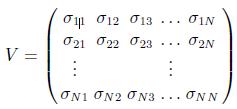 σ11 σ12 σ13 ... σ1N
σ21 σ22 σ23 ... σ2N
V = ⋮ ⋮
σN1 σN2 σN3 ... σNN